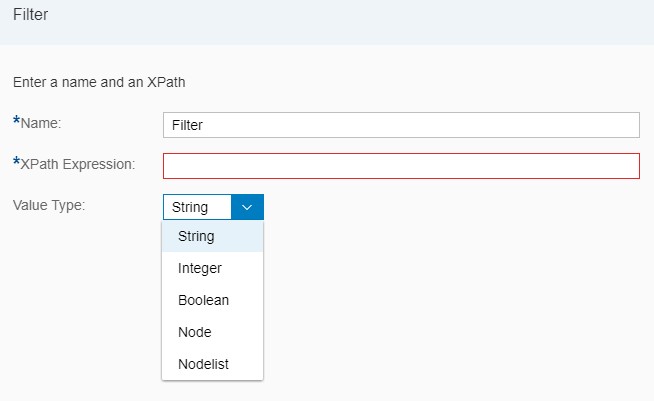 Filter
Enter a name and an XPath
*Name: Filter
*XPath Expression:
Value Type: String
String
Integer
Boolean
Node
Nodelist